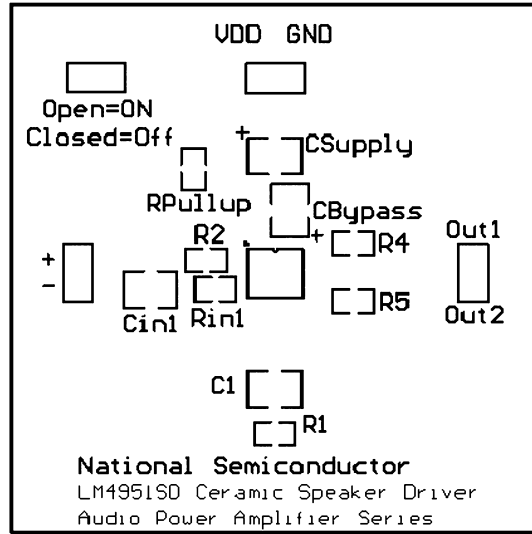 VDD GND
Open=ON
Closed=Off
+
CSupply
RPullup
CBypass
+
R2
R4
Out1
+
-
Cin1
Rin1
R5
Out2
C1
R1
National Semiconductor
LM4951SD Ceramic Speaker Driver
Audio Power Amplifier Series